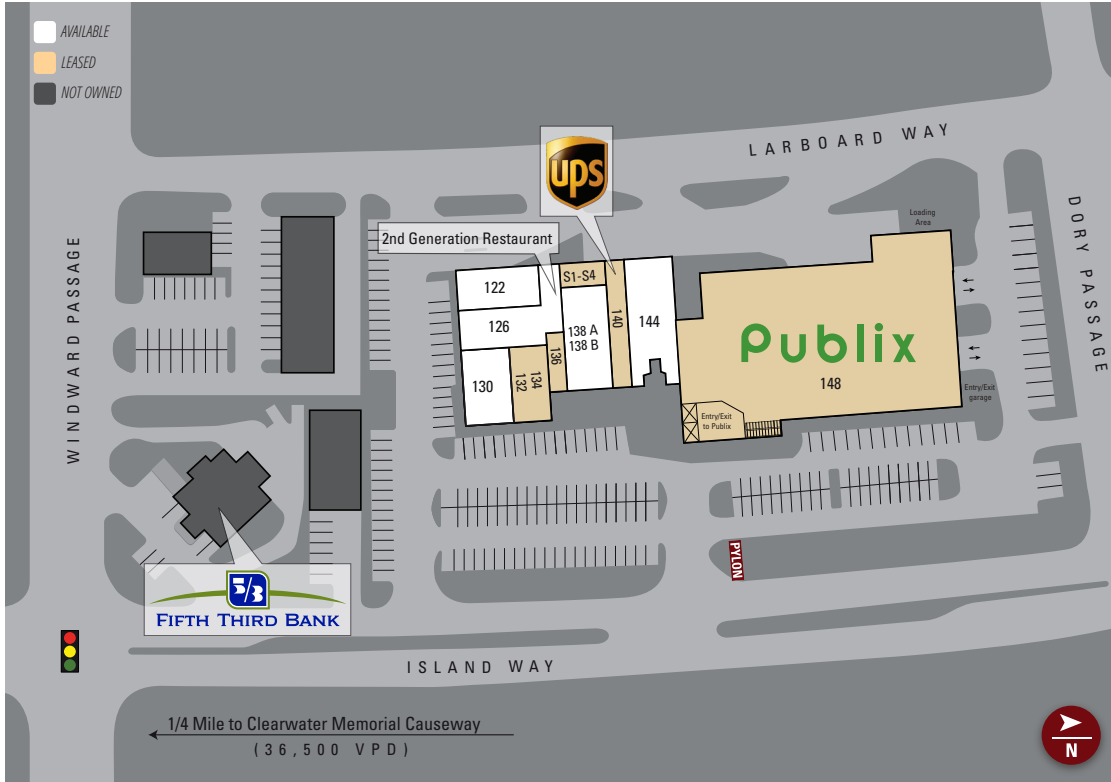 AVAILABLE
LEASED
NOT OWNED
LARBOARD WAY
ups
2nd Generation Restaurant
Loading
Area
DORY PASSAGE
WINDWARD PASSAGE
S1-S4
122
126
130
132
134
136
138 A
138 B
140
144
Publix
148
Entry/Exit
to Publix
Entry/Exit
garage
PYLON
5/3
FIFTH THIRD BANK
ISLAND WAY
1/4 Mile to Clearwater Memorial Causeway
(36,500 VPD)
N